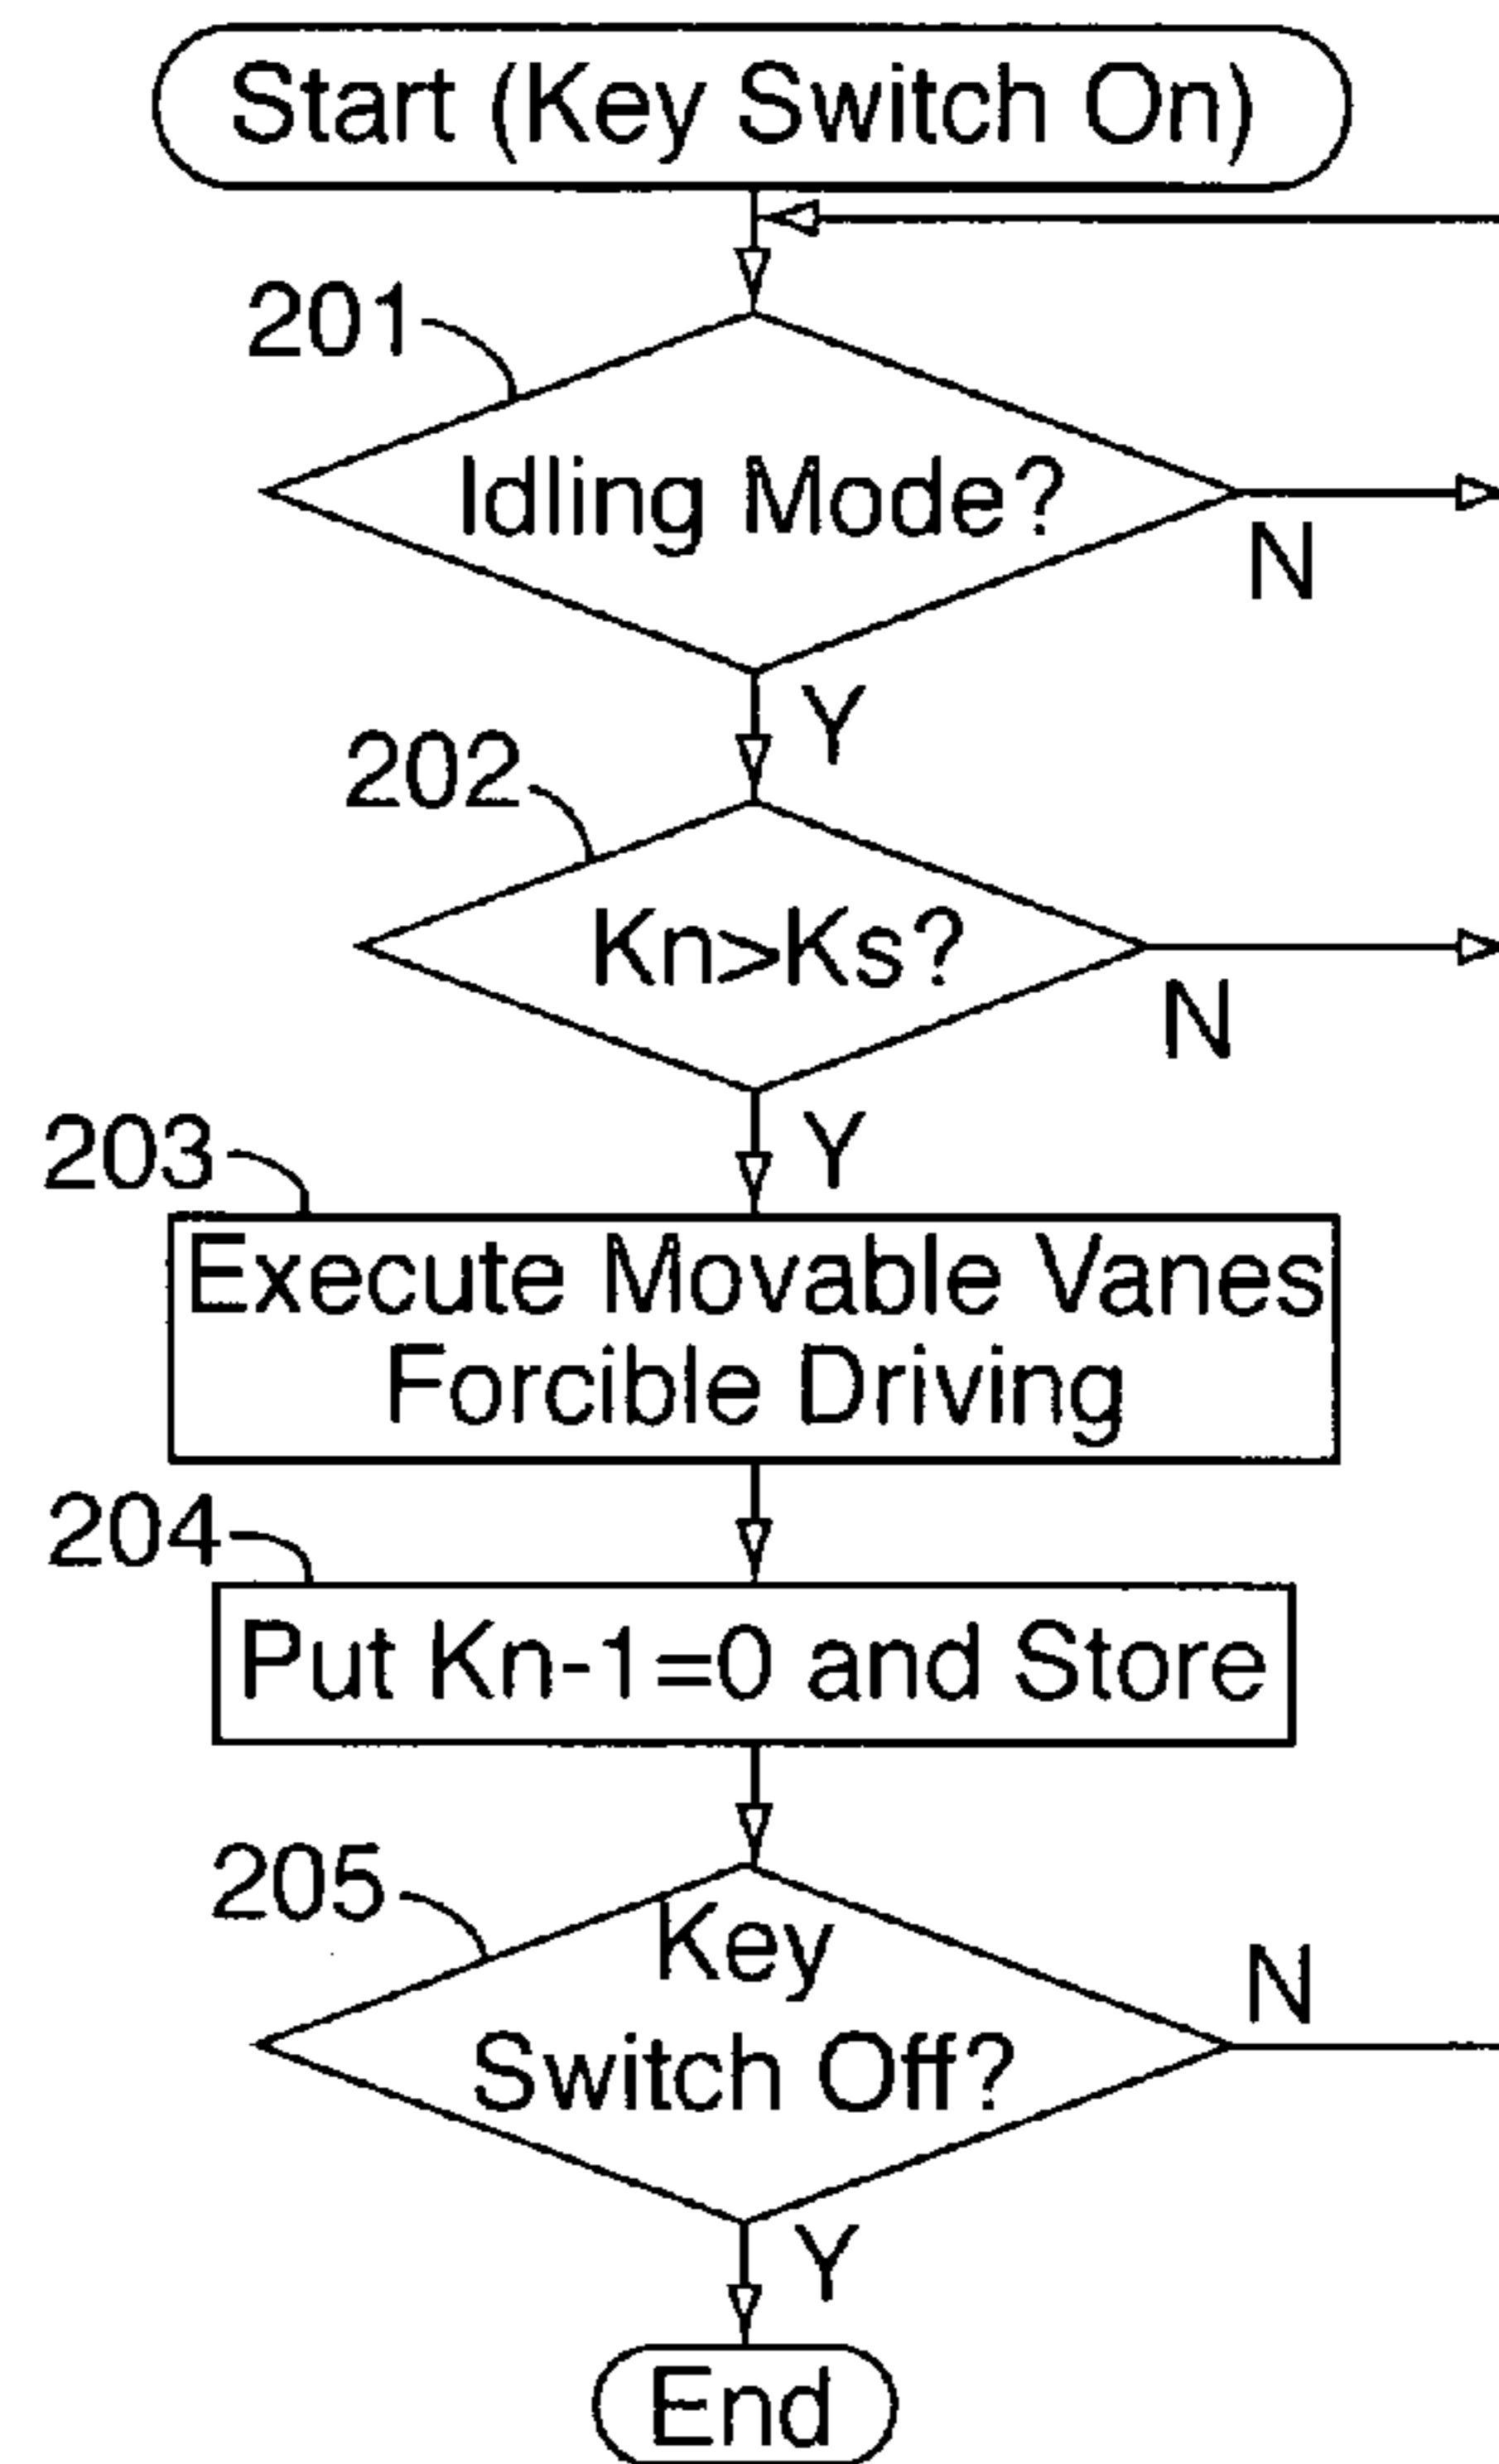 Start (Key Switch On)
201
Idling Mode?
N
Y
202
Kn>Ks?
N
Y
203
Execute Movable Vanes
Forcible Driving
204
Put Kn-1=0 and Store
205
Key
Switch Off?
N
Y
End